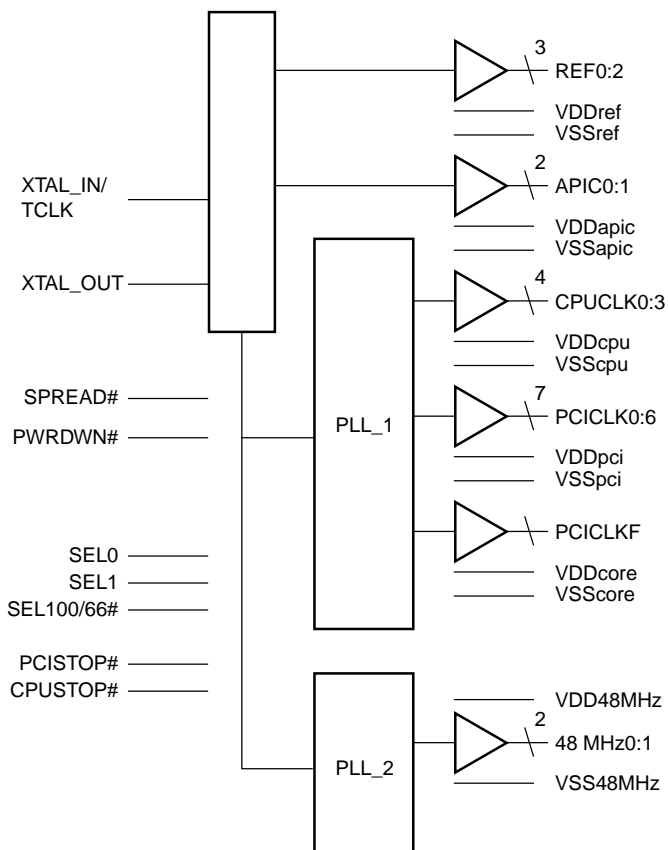 3
REF0:2
VDDref
VSSref
2
APIC0:1
XTAL_IN/
TCLK
VDDapic
VSSapic
XTAL_OUT
4
CPUCLK0:3
VDDcpu
VSScpu
SPREAD#
7
PCICLK0:6
PLL_1
PWRDWN#
VDDpci
VSSpci
PCICLKF
SEL0
VDDcore
SEL1
VSScore
SEL100/66#
PCISTOP#
CPUSTOP#
VDD48MHz
2
48 MHz0:1
PLL_2
VSS48MHz